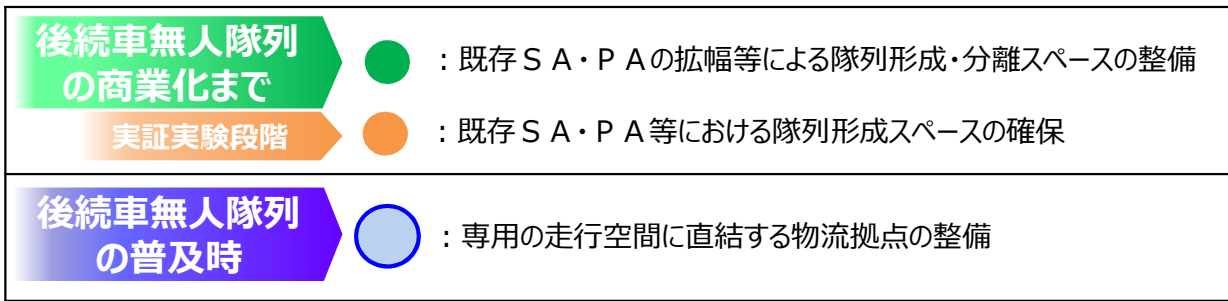 後続車無人隊列
の商業化まで
：既存ＳＡ・ＰＡの拡幅等による隊列形成・分離スペースの整備
実証実験段階
：既存ＳＡ・ＰＡ等における隊列形成スペースの確保
後続車無人隊列
の普及時
：専用の走行空間に直結する物流拠点の整備